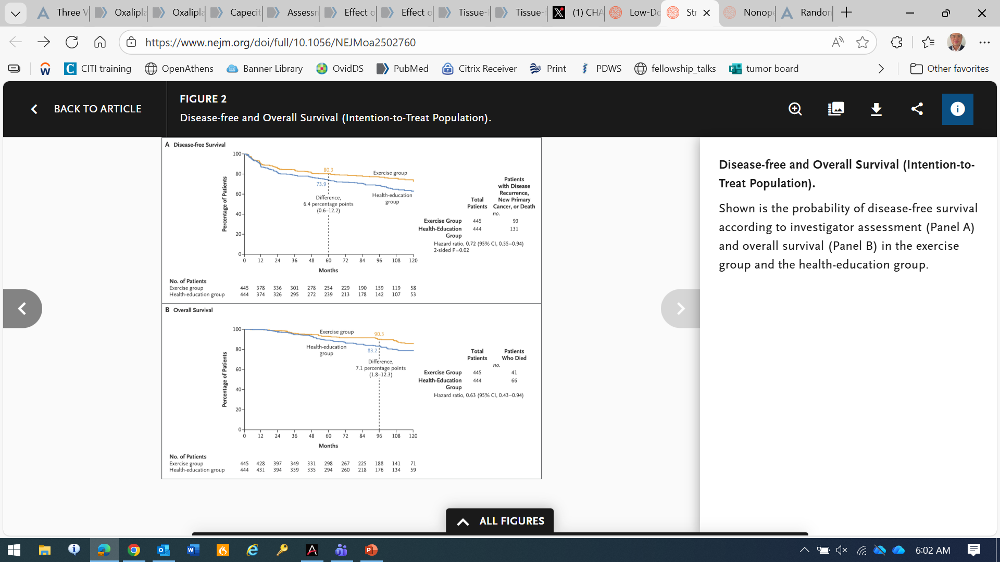 Three V
Oxalipla
Oxalipla
Capecit
Assessn
Effect o
Effect o
Tissue-
Tissue-
(1) CHA
Low-Do
Str
Nonope
Randon
https://www.nejm.org/doi/full/10.1056/NEJMoa2502760
CITI training
OpenAthens
Banner Library
OvidDS
PubMed
Citrix Receiver
Print
PDWS
fellowship_talks
tumor board
Other favorites
BACK TO ARTICLE
FIGURE 2
Disease-free and Overall Survival (Intention-to-Treat Population).
A Disease-free Survival
Percentage of Patients
100
80
60
40
20
0
80.3
73.9
Exercise group
Health-education
group
Difference,
6.4 percentage points
(0.6–12.2)
0 12 24 36 48 60 72 84 96 108 120
Months
Total
Patients
Patients
with Disease
Recurrence,
New Primary
Cancer, or Death
no.
Exercise Group 445 93
Health-Education 444 131
Group
Hazard ratio, 0.72 (95% CI, 0.55–0.94)
2-sided P=0.02
No. of Patients
Exercise group 445 378 336 301 278 254 229 190 159 119 58
Health-education group 444 374 326 295 272 239 213 178 142 107 53
B Overall Survival
Percentage of Patients
100
80
60
40
20
0
Exercise group
90.3
Health-education
group
83.2
Difference,
7.1 percentage points
(1.8–12.3)
0 12 24 36 48 60 72 84 96 108 120
Months
Total
Patients
Patients
Who Died
no.
Exercise Group 445 41
Health-Education 444 66
Group
Hazard ratio, 0.63 (95% CI, 0.43–0.94)
No. of Patients
Exercise group 445 428 397 349 331 298 267 225 188 141 71
Health-education group 444 431 394 359 335 294 260 218 176 134 59
Disease-free and Overall Survival (Intention-to-
Treat Population).
Shown is the probability of disease-free survival
according to investigator assessment (Panel A)
and overall survival (Panel B) in the exercise
group and the health-education group.
ALL FIGURES
6:02 AM